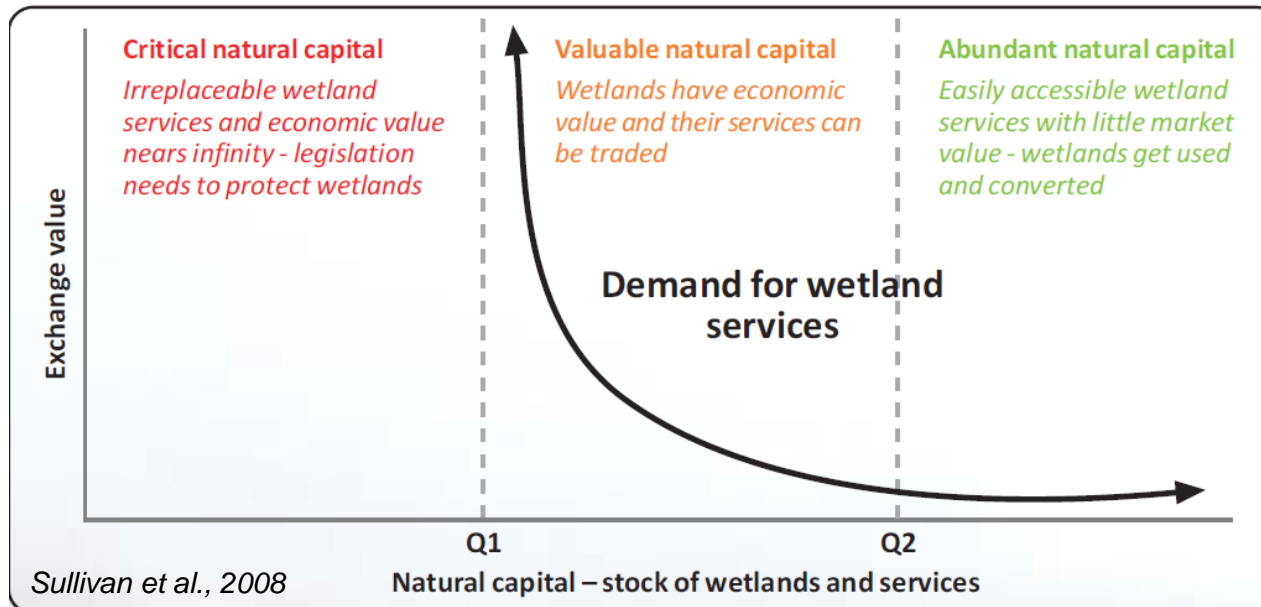 Critical natural capital
Irreplaceable wetland
services and economic value
nears infinity - legislation
needs to protect wetlands
Valuable natural capital
Wetlands have economic
value and their services can
be traded
Abundant natural capital
Easily accessible wetland
services with little market
value - wetlands get used
and converted
Exchange value
Demand for wetland
services
Q1
Q2
Sullivan et al., 2008
Natural capital – stock of wetlands and services